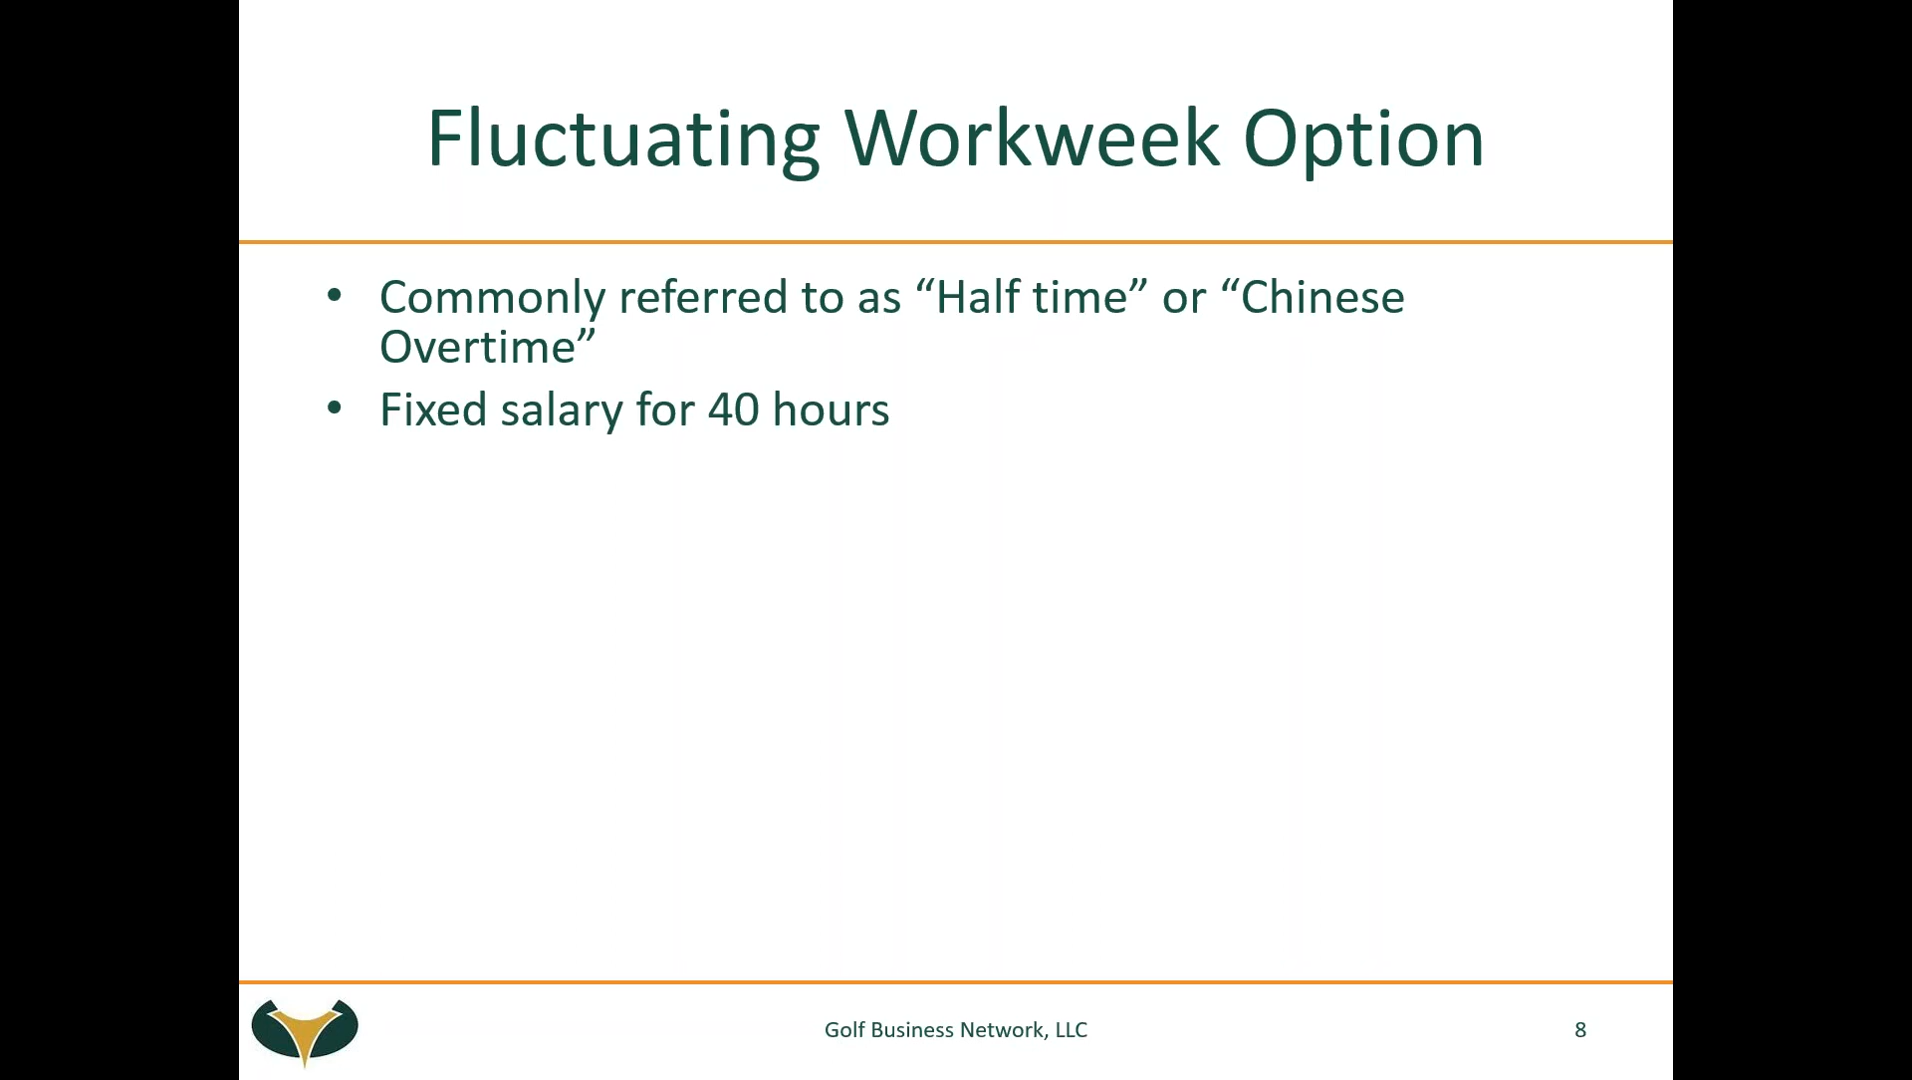 Fluctuating Workweek Option
• Commonly referred to as “Half time” or “Chinese
Overtime”
• Fixed salary for 40 hours
Golf Business Network, LLC
8